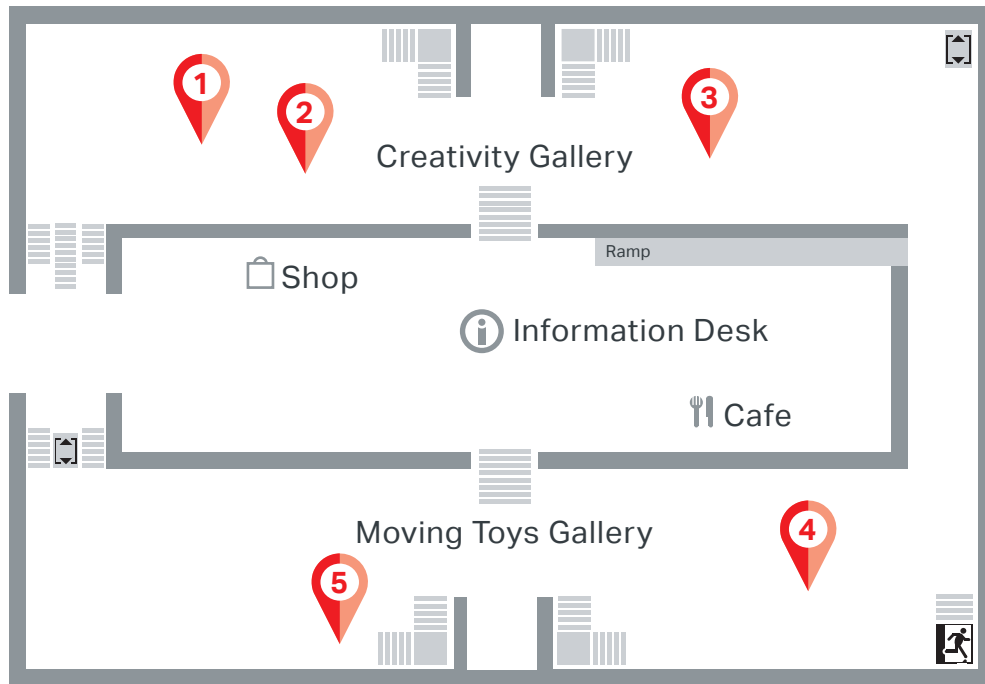 1
2
3
Creativity Gallery
Ramp
Shop
Information Desk
Cafe
Moving Toys Gallery
4
5